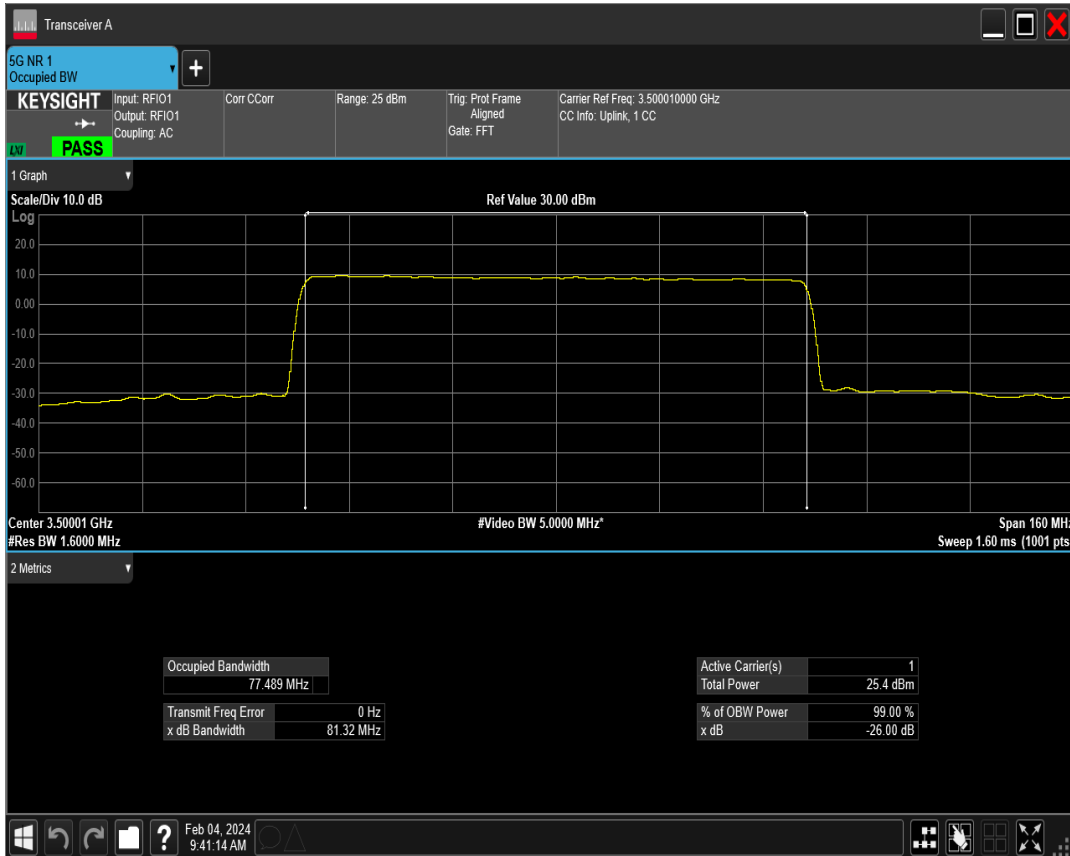 Transceiver A
5G NR 1
Occupied BW
KEYSIGHT
Input: RFIO1
Output: RFIO1
Coupling: AC
Corr CCorr
Range: 25 dBm
Trig: Prot Frame
Aligned
Gate: FFT
Carrier Ref Freq: 3.500010000 GHz
CC Info: Uplink, 1 CC
LXI
PASS
1 Graph
Scale/Div 10.0 dB
Ref Value 30.00 dBm
Log
20.0
10.0
0.00
-10.0
-20.0
-30.0
-40.0
-50.0
-60.0
Center 3.50001 GHz
#Video BW 5.0000 MHz*
Span 160 MHz
#Res BW 1.6000 MHz
Sweep 1.60 ms (1001 pts
2 Metrics
Occupied Bandwidth
77.489 MHz
Transmit Freq Error 0 Hz
x dB Bandwidth 81.32 MHz
Active Carrier(s) 1
Total Power 25.4 dBm
% of OBW Power 99.00 %
x dB -26.00 dB
?
Feb 04, 2024
9:41:14 AM